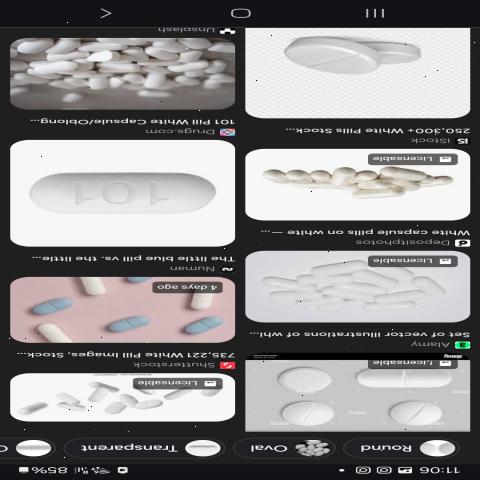 11:06 85%
Round Oval Transparent C
Licensable
Alamy
Set of vector illustrations of whi...
Licensable
Depositphotos
White capsule pills on white —...
Licensable
iStock
250,300+ White Pills Stock...
Licensable
Shutterstock
735,221 White Pill Images, Stock...
4 days ago
Numan
The little blue pill vs. the little...
101
Drugs.com
101 Pill White Capsule/Oblong...
Unsplash